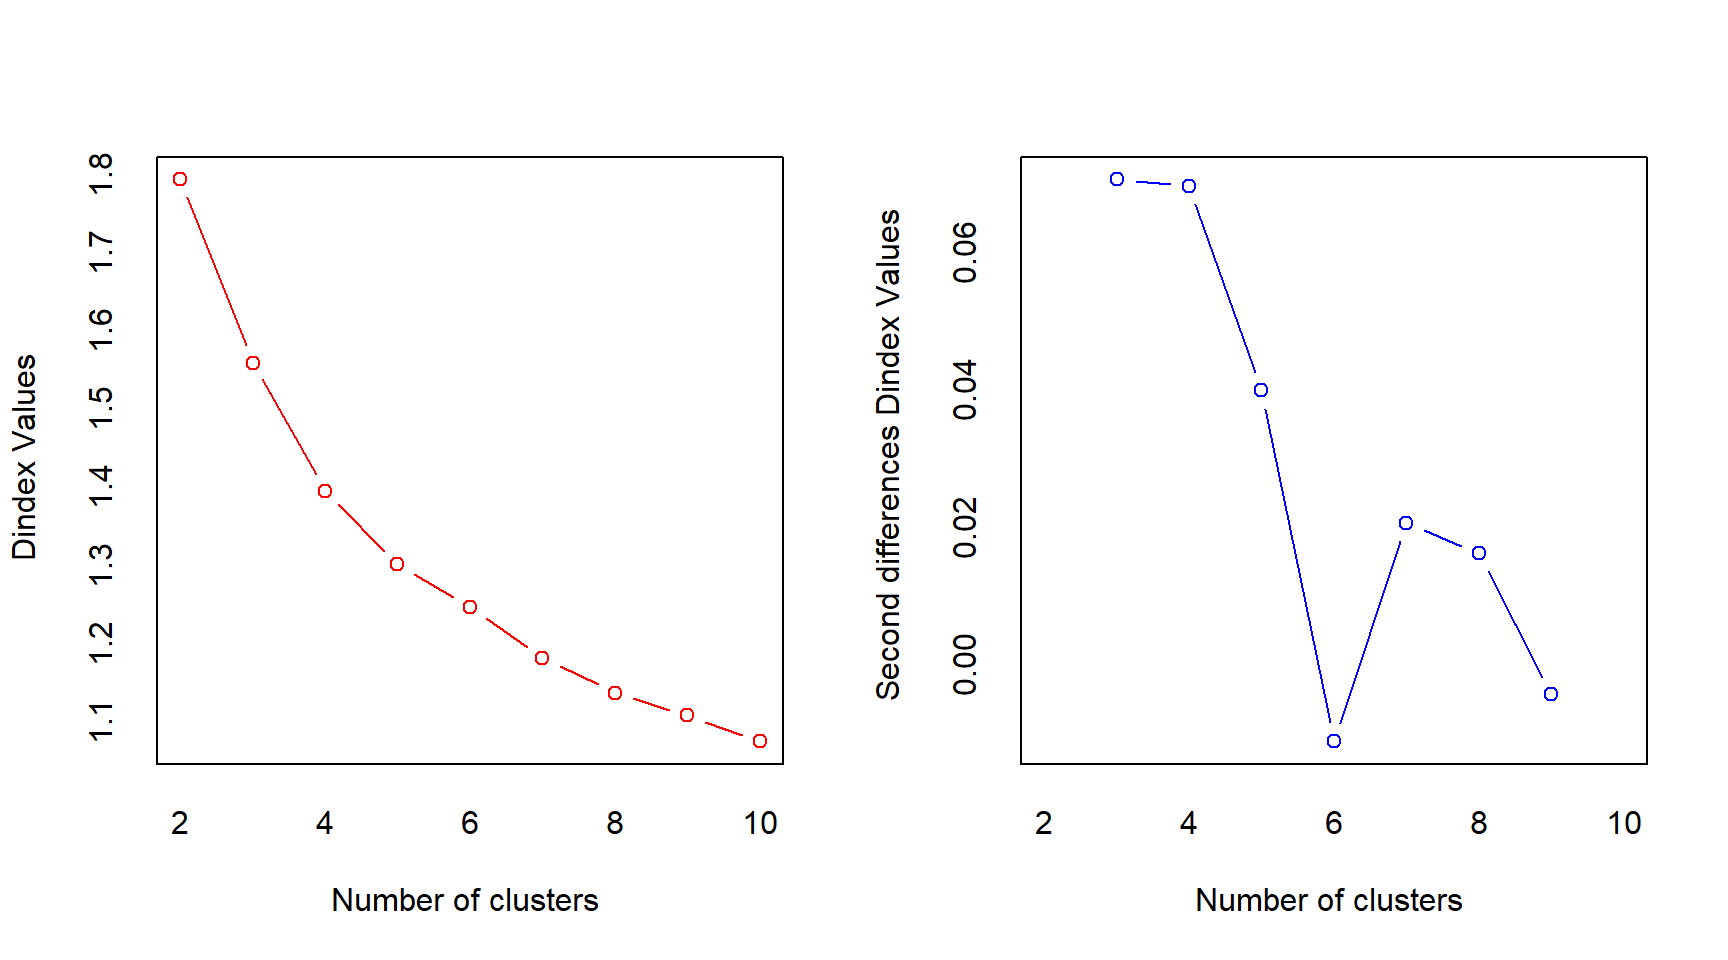 Dindex Values
1.8
1.7
1.6
1.5
1.4
1.3
1.2
1.1
2 4 6 8 10
Number of clusters
Second differences Dindex Values
0.06
0.04
0.02
0.00
2 4 6 8 10
Number of clusters